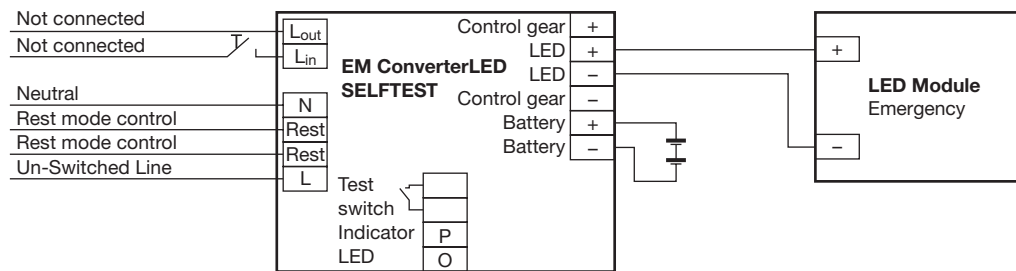 Not connected
Not connected
Neutral
Rest mode control
Rest mode control
Un-Switched Line
T
Lout
Lin
N
Rest
Rest
L
EM ConverterLED
SELFTEST
Test
switch
Indicator P
LED O
Control gear +
LED +
LED –
Control gear –
Battery +
Battery –
+
–
LED Module
Emergency